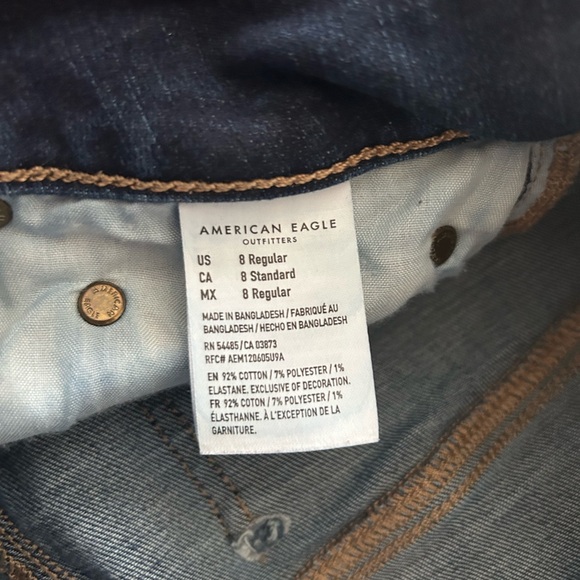 AMERICAN EAGLE
OUTFITTERS
US 8 Regular
CA 8 Standard
MX 8 Regular
MADE IN BANGLADESH / FABRIQUÉ AU
BANGLADESH / HECHO EN BANGLADESH
RN 54485 / CA 03873
RFC# AEM120605U9A
EN 92% COTTON / 7% POLYESTER / 1%
ELASTANE. EXCLUSIVE OF DECORATION.
FR 92% COTON / 7% POLYESTER / 1%
ÉLASTHANNE. À L'EXCEPTION DE LA
GARNITURE.
AMERICAN